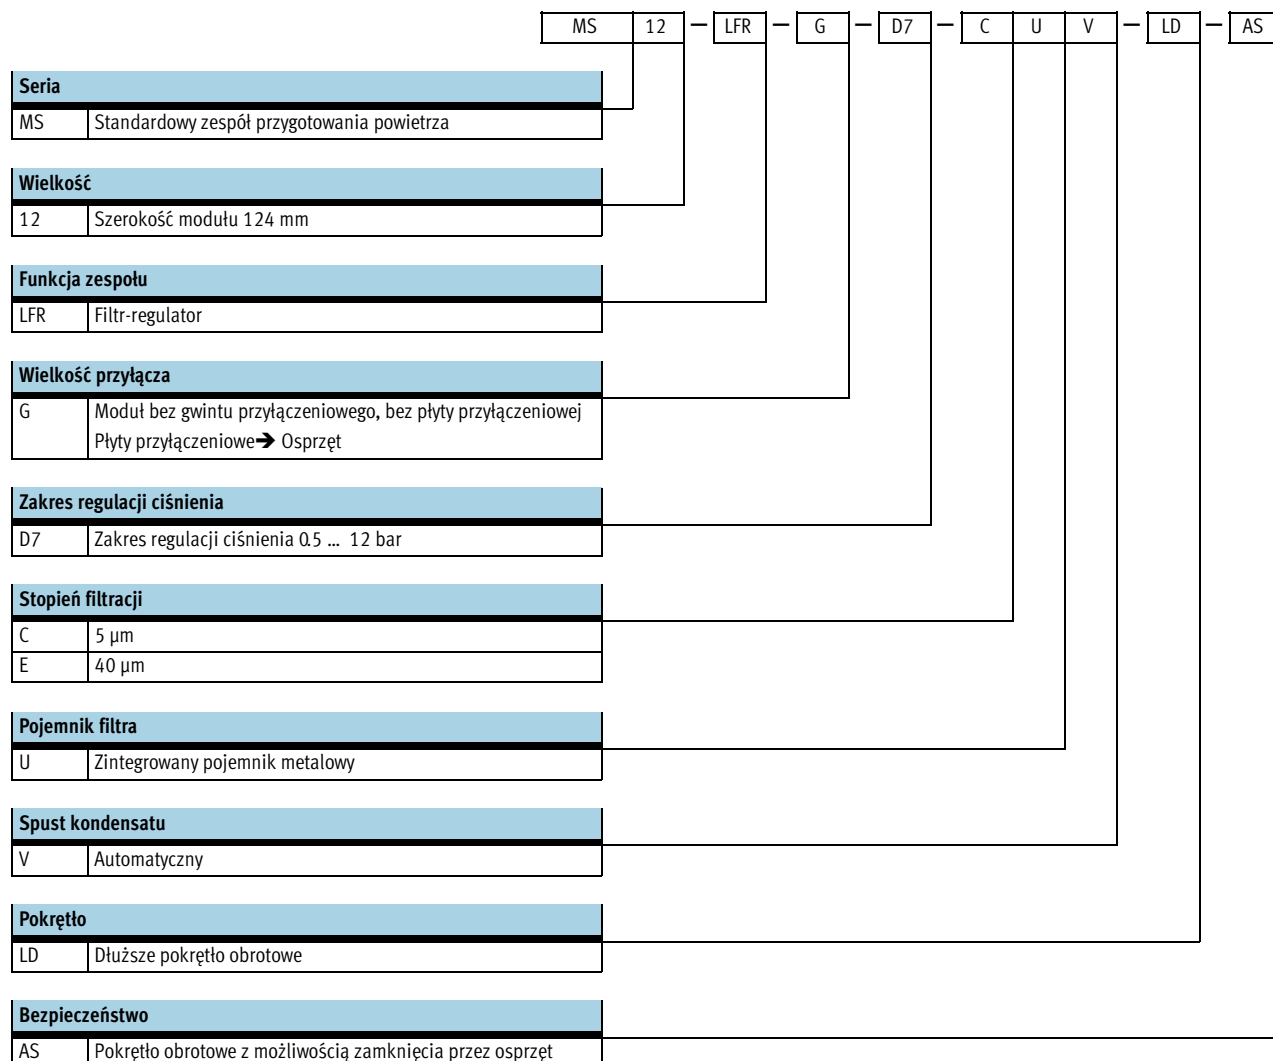 MS 12 – LFR – G – D7 – C U V – LD – AS
Seria
MS Standardowy zespół przygotowania powietrza
Wielkość
12 Szerokość modułu 124 mm
Funkcja zespołu
LFR Filtr-regulator
Wielkość przyłącza
G Moduł bez gwintu przyłączeniowego, bez płyty przyłączeniowej
Płyty przyłączeniowe➔ Osprzęt
Zakres regulacji ciśnienia
D7 Zakres regulacji ciśnienia 0.5 ... 12 bar
Stopień filtracji
C 5 µm
E 40 µm
Pojemnik filtra
U Zintegrowany pojemnik metalowy
Spust kondensatu
V Automatyczny
Pokrętło
LD Dłuższe pokrętło obrotowe
Bezpieczeństwo
AS Pokrętło obrotowe z możliwością zamknięcia przez osprzęt